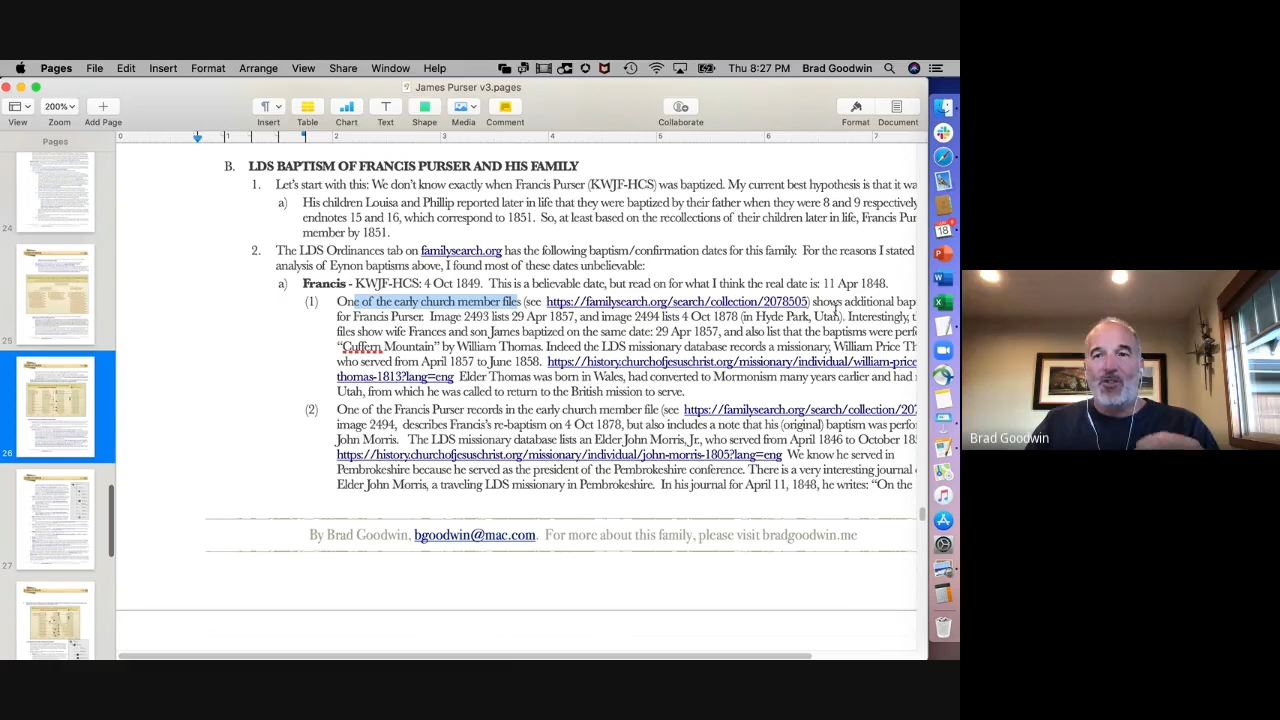 Pages File Edit Insert Format Arrange View Share Window Help Thu 8:27 PM Brad Goodwin
James Purser v3.pages
200%
View Zoom Add Page Insert Table Chart Text Shape Media Comment Collaborate Format Document
Pages
0 1 2 3 4 5 6 7
24
25
26
27
B. LDS BAPTISM OF FRANCIS PURSER AND HIS FAMILY
1. Let's start with this: We don't know exactly what Francis Purser (KWJF-HCS) was baptized. My current best hypothesis is that it
a) His children Louisa and Phillip reported later in life that they were baptized by their father when they were 8 and 9 respectively
endnotes 15 and 16, which correspond to 1851. So, at least based on the recollections of their children later in life, Francis
member by 1851.
2. The LDS Ordinances tab on familysearch.org has the following baptism/confirmation dates for this family. For the reasons I stated
analysis of Eynon baptisms above, I found most of these dates unbelievable:
a) Francis - KWJF-HCS: 4 Oct 1849. This is a believable date, but read on for what I think the real date is: 11 Apr 1848.
(1) One of the early church member files (see https://familysearch.org/search/collection/2078505) shows additional
for Francis Purser. Image 2493 lists 29 Apr 1857, and image 2494 lists 4 Oct 1878 (in Hyde Park, Utah). Interestingly,
files show wife Frances and son James baptized on the same date: 29 Apr 1857, and also list that the baptisms were
"Quffern Mountain" by William Thomas. Indeed the LDS missionary database records a missionary, William Price
who served from April 1856 to June 1858. https://history.churchofjesuschrist.org/missionary/individual/william-
thomas-1813?lang=eng Elder Thomas was born in Wales, had converted to Mormonism many years earlier and had
Utah, from which he was called to return to the British mission to serve.
(2) One of the Francis Purser records in the early church member file (see https://familysearch.org/search/collection/
image 2494, describes Francis' re-baptism on 4 Oct 1878, but also includes a note that his (original) baptism was
John Morris. The LDS missionary database lists an Elder John Morris, Jr., who served from April 1846 to October
https://history.churchofjesuschrist.org/missionary/individual/john-morris-1805?lang=eng We know he served in
Pembrokeshire because he served as the president of the Pembrokeshire conference. There is a very interesting journal
Elder John Morris, a traveling LDS missionary in Pembrokeshire. In his journal for April 11, 1848, he writes: "On the
By Brad Goodwin, bgoodwin@mac.com. For more about this family, please visit bradgoodwin.me
18
Brad Goodwin